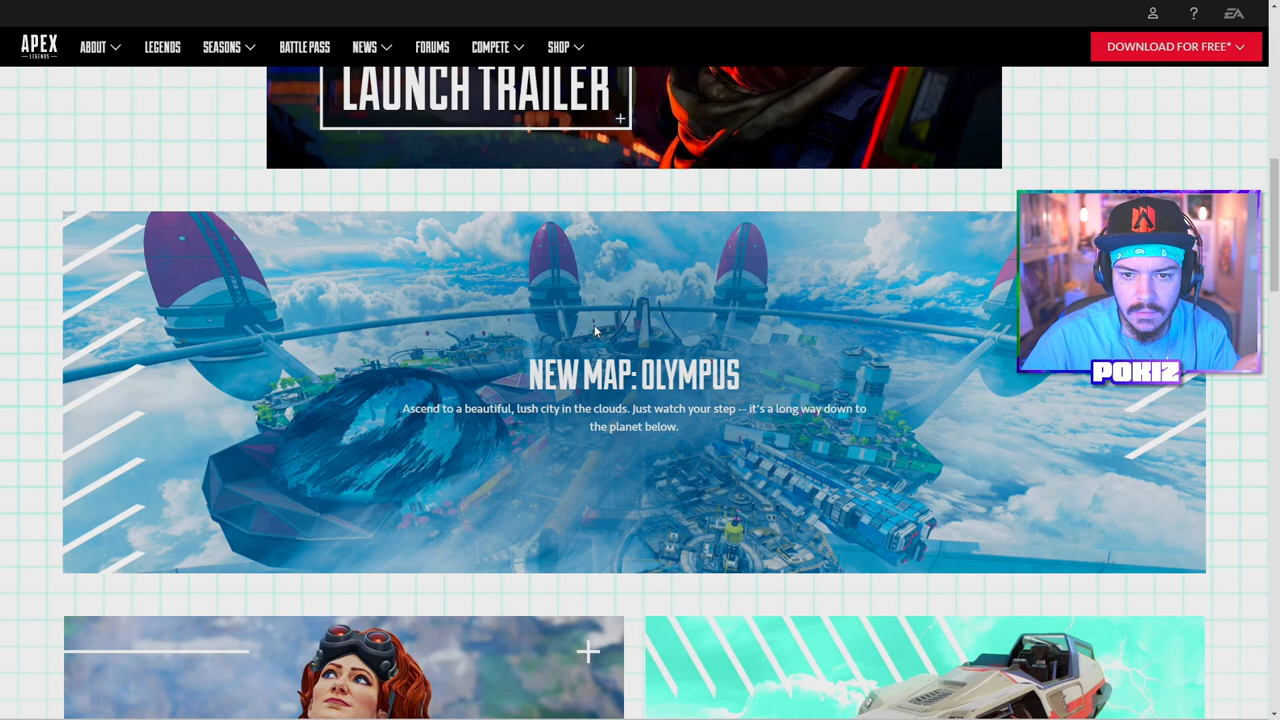 ? EA
APEX
LEGENDS
ABOUT LEGENDS SEASONS BATTLE PASS NEWS FORUMS COMPETE SHOP DOWNLOAD FOR FREE*
LAUNCH TRAILER
NEW MAP: OLYMPUS
Ascend to a beautiful, lush city in the clouds. Just watch your step -- it's a long way down to
the planet below.
POKIZ